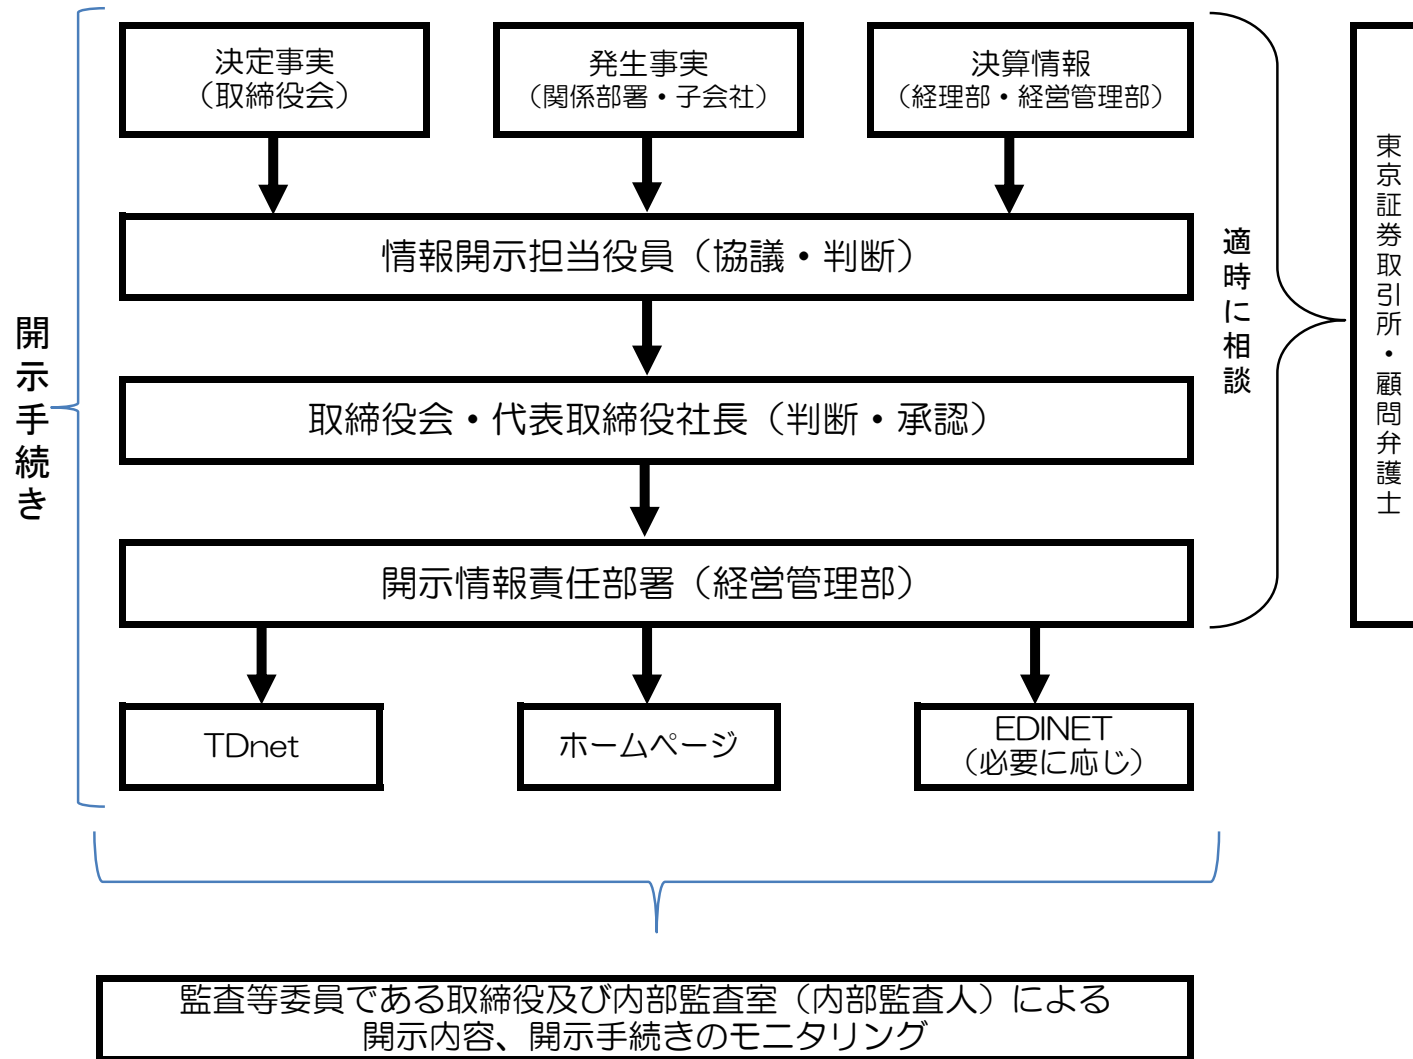 決定事実
（取締役会）
発生事実
（関係部署・子会社）
決算情報
（経理部・経営管理部）
情報開示担当役員（協議・判断）
取締役会・代表取締役社長（判断・承認）
開示情報責任部署（経営管理部）
TDnet
ホームページ
EDINET
（必要に応じ）
開示手続き
適時に相談
東京証券取引所・顧問弁護士
監査等委員である取締役及び内部監査室（内部監査人）による
開示内容、開示手続きのモニタリング